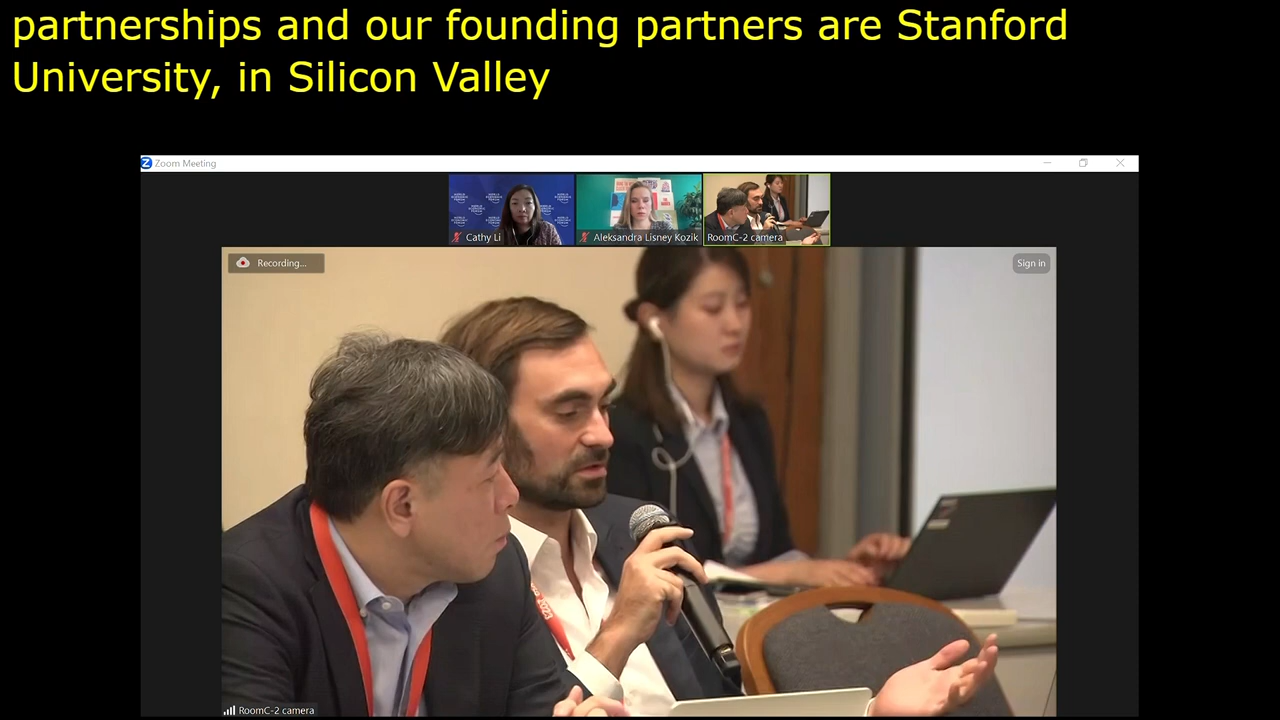 partnerships and our founding partners are Stanford
University, in Silicon Valley
Zoom Meeting
Cathy Li
Aleksandra Lisney Kozik
RoomC-2 camera
Recording...
Sign in
RoomC-2 camera